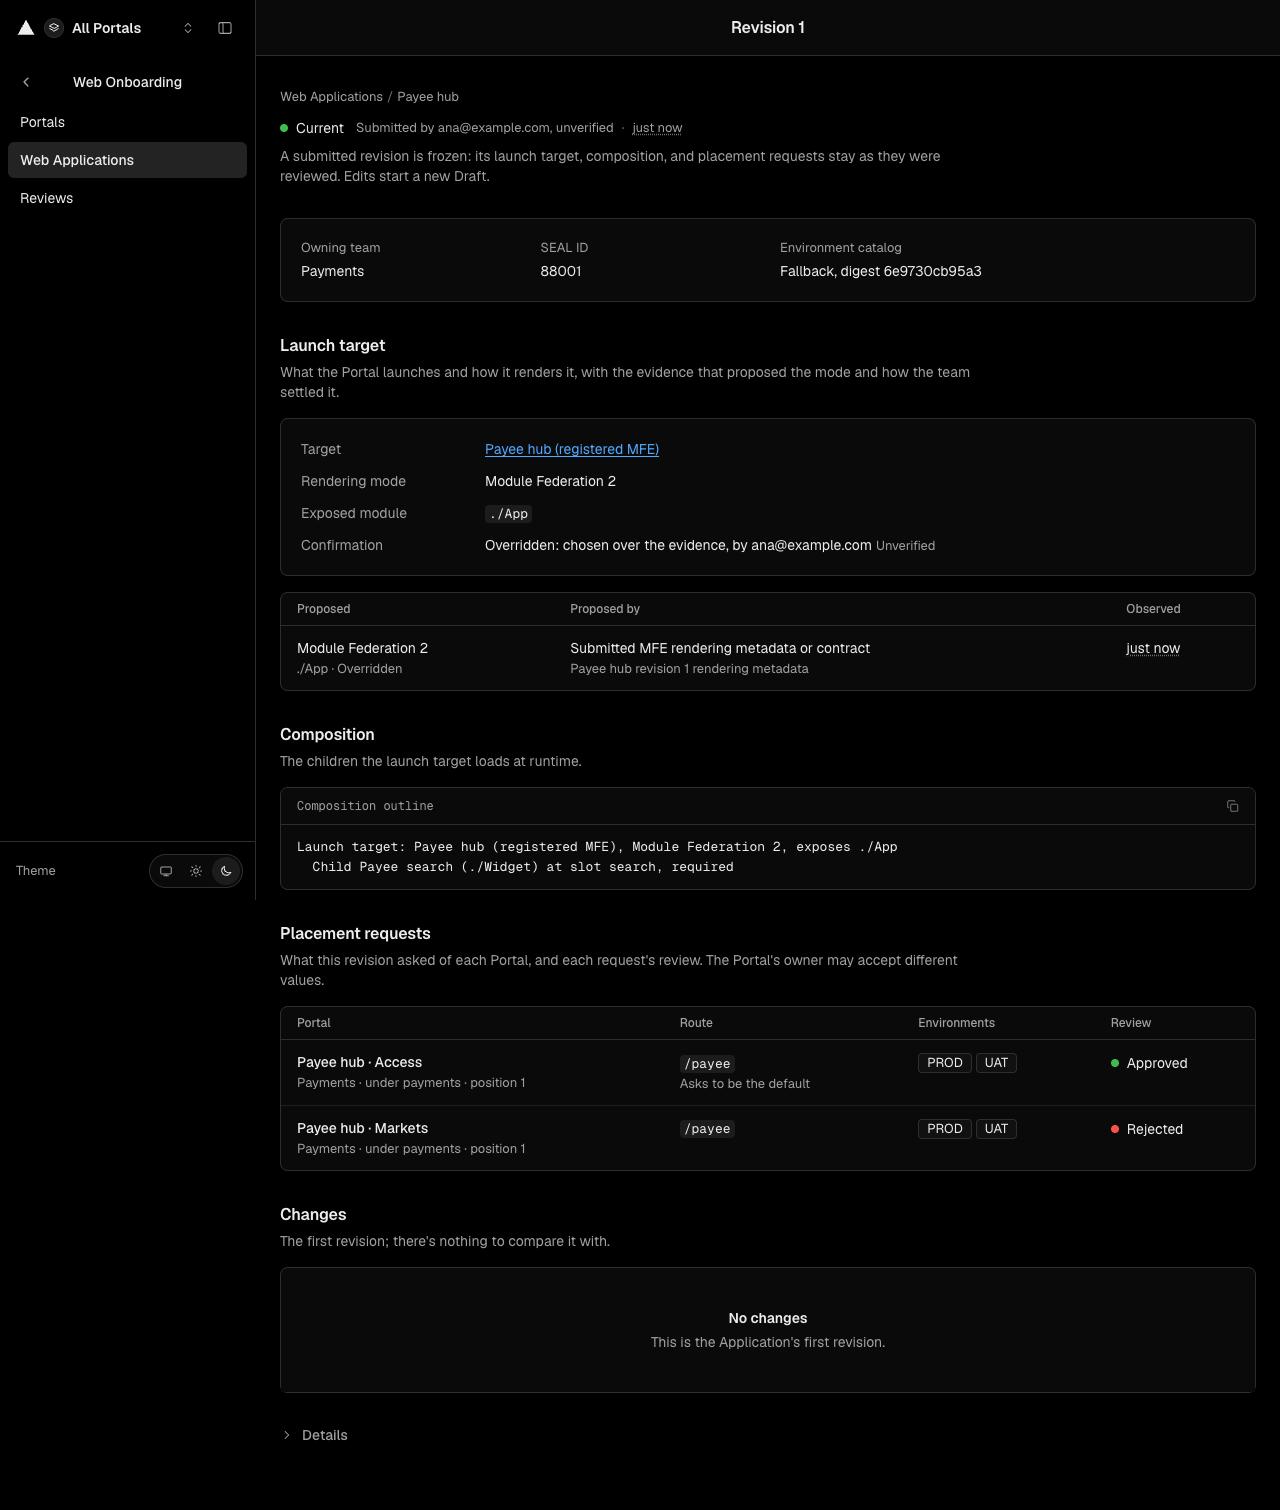 All Portals
Revision 1
Web Onboarding
Portals
Web Applications
Reviews
Theme
Web Applications / Payee hub
Current Submitted by ana@example.com, unverified · just now
A submitted revision is frozen: its launch target, composition, and placement requests stay as they were
reviewed. Edits start a new Draft.
Owning team SEAL ID Environment catalog
Payments 88001 Fallback, digest 6e9730cb95a3
Launch target
What the Portal launches and how it renders it, with the evidence that proposed the mode and how the team
settled it.
Target Payee hub (registered MFE)
Rendering mode Module Federation 2
Exposed module ./App
Confirmation Overridden: chosen over the evidence, by ana@example.com Unverified
Proposed Proposed by Observed
Module Federation 2 Submitted MFE rendering metadata or contract just now
./App · Overridden Payee hub revision 1 rendering metadata
Composition
The children the launch target loads at runtime.
Composition outline
Launch target: Payee hub (registered MFE), Module Federation 2, exposes ./App
Child Payee search (./Widget) at slot search, required
Placement requests
What this revision asked of each Portal, and each request's review. The Portal's owner may accept different
values.
Portal Route Environments Review
Payee hub · Access /payee PROD UAT Approved
Payments · under payments · position 1 Asks to be the default
Payee hub · Markets /payee PROD UAT Rejected
Payments · under payments · position 1
Changes
The first revision; there's nothing to compare it with.
No changes
This is the Application's first revision.
Details